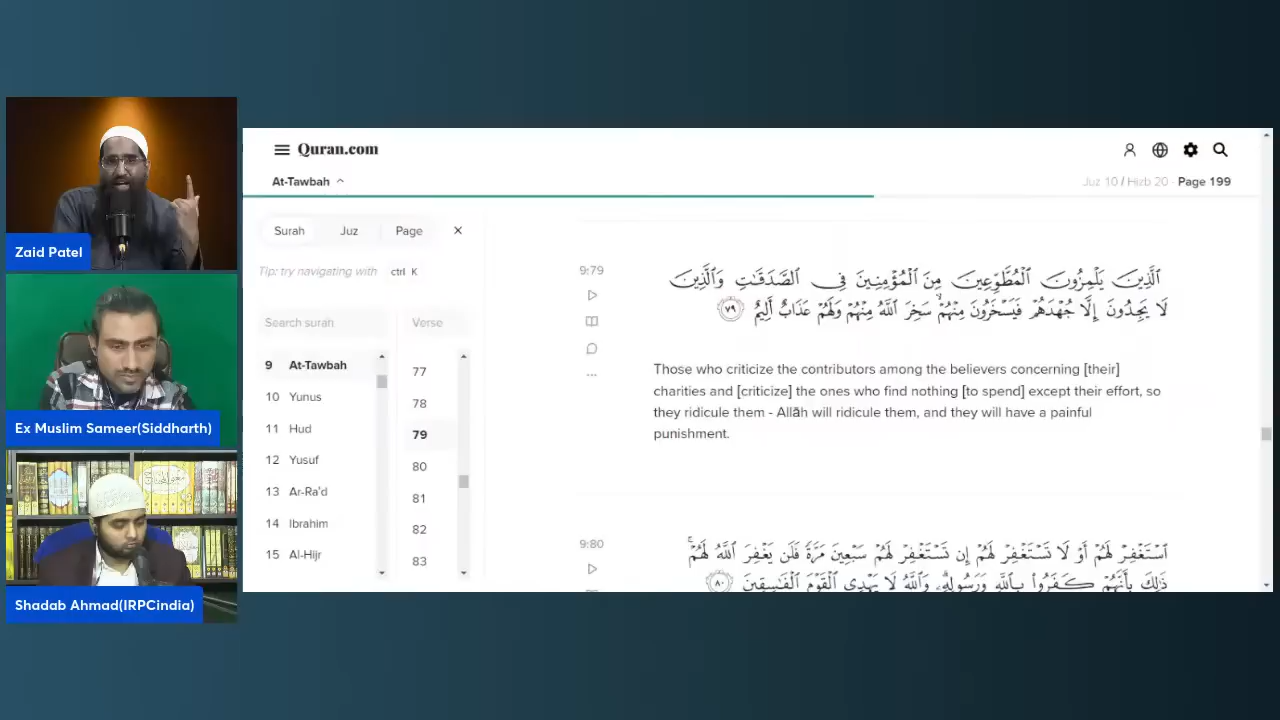 Zaid Patel
Ex Muslim Sameer(Siddharth)
Shadab Ahmad(IRPCindia)
Quran.com
At-Tawbah
Juz 10 / Hizb 20 - Page 199
Surah Juz Page
Tip: try navigating with ctrl K
Search surah Verse
9 At-Tawbah
10 Yunus
11 Hud
12 Yusuf
13 Ar-Ra'd
14 Ibrahim
15 Al-Hijr
77
78
79
80
81
82
83
9:79
ٱلَّذِينَ يَلْمِزُونَ ٱلْمُطَّوِّعِينَ مِنَ ٱلْمُؤْمِنِينَ فِى ٱلصَّدَقَـٰتِ وَٱلَّذِينَ
لَا يَجِدُونَ إِلَّا جُهْدَهُمْ فَيَسْخَرُونَ مِنْهُمْ ۙ سَخِرَ ٱللَّهُ مِنْهُمْ وَلَهُمْ عَذَابٌ أَلِيمٌ ٧٩
Those who criticize the contributors among the believers concerning [their]
charities and [criticize] the ones who find nothing [to spend] except their effort, so
they ridicule them - Allāh will ridicule them, and they will have a painful
punishment.
9:80
ٱسْتَغْفِرْ لَهُمْ أَوْ لَا تَسْتَغْفِرْ لَهُمْ إِن تَسْتَغْفِرْ لَهُمْ سَبْعِينَ مَرَّةً فَلَن يَغْفِرَ ٱللَّهُ لَهُمْ ۚ
ذَٰلِكَ بِأَنَّهُمْ كَفَرُوا۟ بِٱللَّهِ وَرَسُولِهِۦ ۗ وَٱللَّهُ لَا يَهْدِى ٱلْقَوْمَ ٱلْفَـٰسِقِينَ ٨٠